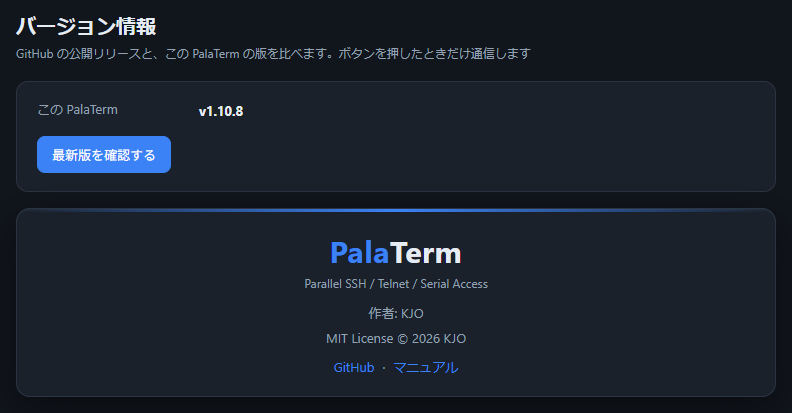 バージョン情報
GitHub の公開リリースと、この PalaTerm の版を比べます。ボタンを押したときだけ通信します
この PalaTerm v1.10.8
最新版を確認する
PalaTerm
Parallel SSH / Telnet / Serial Access
作者: KJO
MIT License © 2026 KJO
GitHub · マニュアル